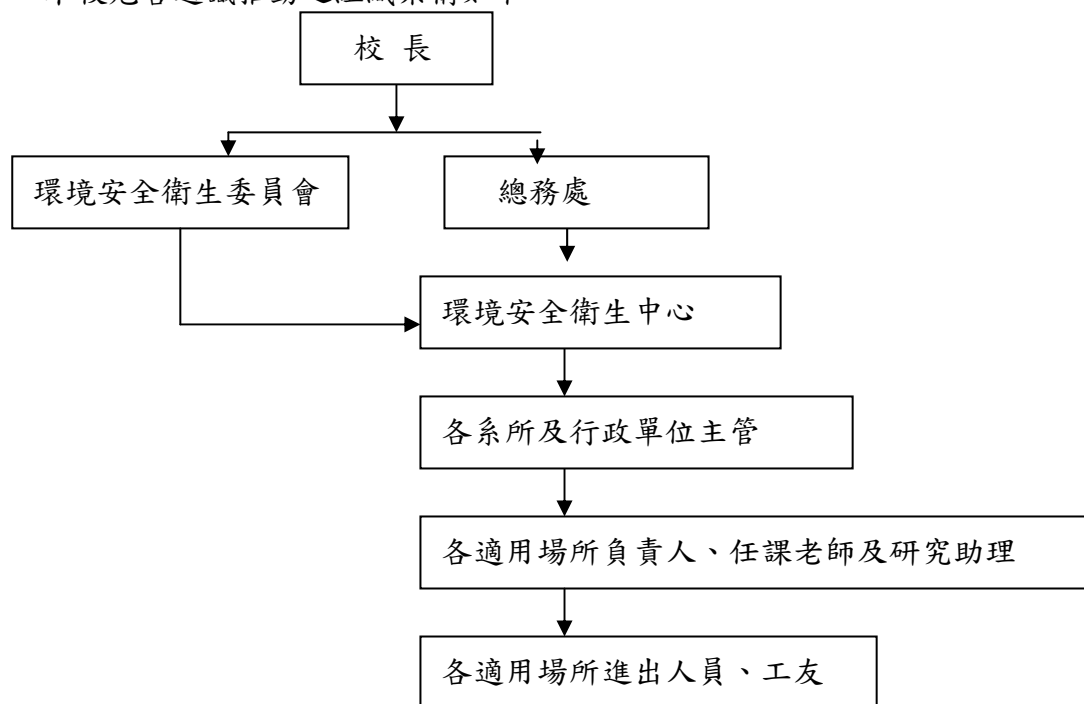 校 長
環境安全衛生委員會
總務處
環境安全衛生中心
各系所及行政單位主管
各適用場所負責人、任課老師及研究助理
各適用場所進出人員、工友